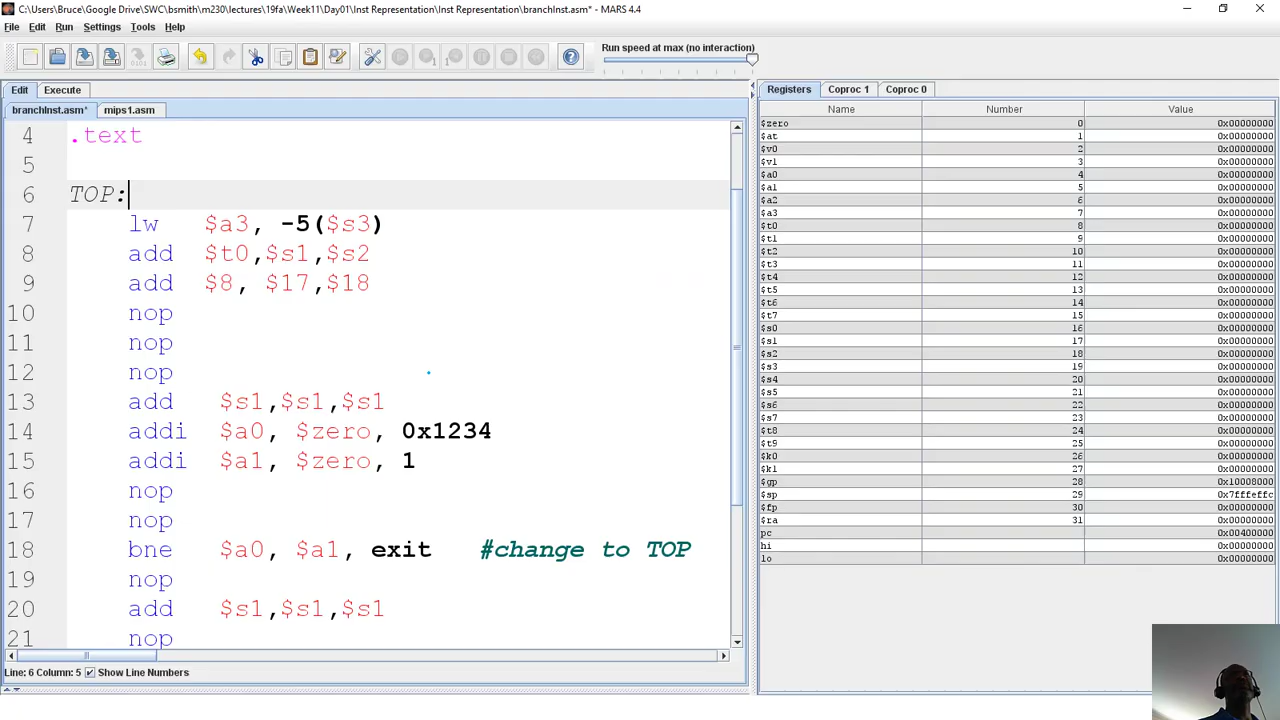 C:\Users\Bruce\Google Drive\SWC\bsmith\m230\lectures\19fa\Week11\Day01\Inst Representation\Inst Representation\branchInst.asm* - MARS 4.4
File Edit Run Settings Tools Help
Run speed at max (no interaction)
Edit Execute
branchInst.asm* mips1.asm
4 .text
5
6 TOP:
7 lw $a3, -5($s3)
8 add $t0,$s1,$s2
9 add $8, $17,$18
10 nop
11 nop
12 nop
13 add $s1,$s1,$s1
14 addi $a0, $zero, 0x1234
15 addi $a1, $zero, 1
16 nop
17 nop
18 bne $a0, $a1, exit #change to TOP
19 nop
20 add $s1,$s1,$s1
21 nop
Line: 6 Column: 5 Show Line Numbers
Registers Coproc 1 Coproc 0
Name Number Value
$zero 0 0x00000000
$at 1 0x00000000
$v0 2 0x00000000
$v1 3 0x00000000
$a0 4 0x00000000
$a1 5 0x00000000
$a2 6 0x00000000
$a3 7 0x00000000
$t0 8 0x00000000
$t1 9 0x00000000
$t2 10 0x00000000
$t3 11 0x00000000
$t4 12 0x00000000
$t5 13 0x00000000
$t6 14 0x00000000
$t7 15 0x00000000
$s0 16 0x00000000
$s1 17 0x00000000
$s2 18 0x00000000
$s3 19 0x00000000
$s4 20 0x00000000
$s5 21 0x00000000
$s6 22 0x00000000
$s7 23 0x00000000
$t8 24 0x00000000
$t9 25 0x00000000
$k0 26 0x00000000
$k1 27 0x00000000
$gp 28 0x10008000
$sp 29 0x7fffeffc
$fp 30 0x00000000
$ra 31 0x00000000
pc 0x00400000
hi 0x00000000
lo 0x00000000